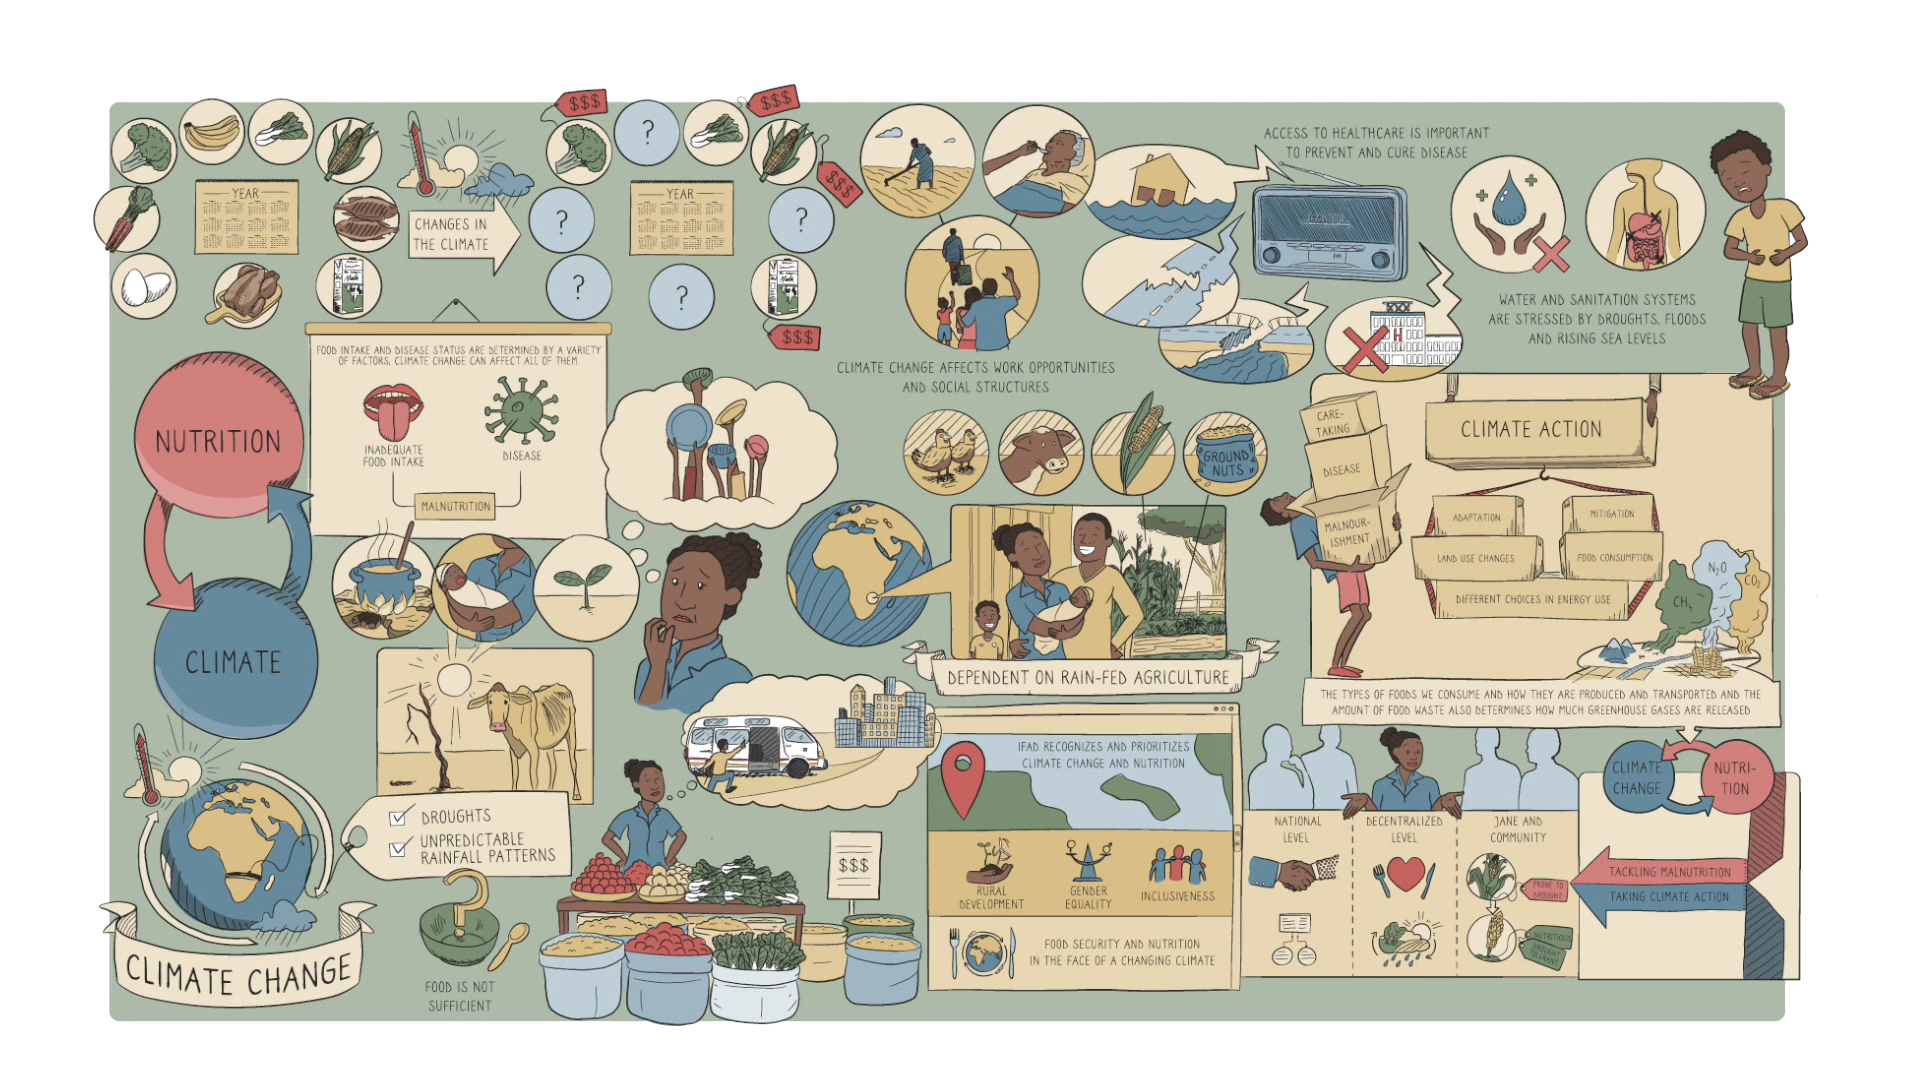 $$$
$$$
?
YEAR
YEAR
$$$
CHANGES IN
THE CLIMATE
?
?
?
?
$$$
FOOD INTAKE AND DISEASE STATUS ARE DETERMINED BY A VARIETY
OF FACTORS; CLIMATE CHANGE CAN AFFECT ALL OF THEM.
INADEQUATE
FOOD INTAKE
DISEASE
MALNUTRITION
NUTRITION
CLIMATE
CLIMATE CHANGE
DROUGHTS
UNPREDICTABLE
RAINFALL PATTERNS
?
FOOD IS NOT
SUFFICIENT
$$$
CLIMATE CHANGE AFFECTS WORK OPPORTUNITIES
AND SOCIAL STRUCTURES
ACCESS TO HEALTHCARE IS IMPORTANT
TO PREVENT AND CURE DISEASE
FM
H
WATER AND SANITATION SYSTEMS
ARE STRESSED BY DROUGHTS, FLOODS
AND RISING SEA LEVELS
GROUND
NUTS
DEPENDENT ON RAIN-FED AGRICULTURE
IFAD RECOGNIZES AND PRIORITIZES
CLIMATE CHANGE AND NUTRITION
RURAL
DEVELOPMENT
GENDER
EQUALITY
INCLUSIVENESS
FOOD SECURITY AND NUTRITION
IN THE FACE OF A CHANGING CLIMATE
CARE-
TAKING
DISEASE
MALNOUR-
ISHMENT
CLIMATE ACTION
ADAPTATION
MITIGATION
LAND USE CHANGES
FOOD CONSUMPTION
DIFFERENT CHOICES IN ENERGY USE
CH4
N2O
CO2
THE TYPES OF FOODS WE CONSUME AND HOW THEY ARE PRODUCED AND TRANSPORTED AND THE
AMOUNT OF FOOD WASTE ALSO DETERMINES HOW MUCH GREENHOUSE GASES ARE RELEASED
NATIONAL
LEVEL
DECENTRALIZED
LEVEL
JANE AND
COMMUNITY
PRONE TO
DROUGHT
NUTRITIOUS
DROUGHT
TOLERANT
CLIMATE
CHANGE
NUTRI-
TION
TACKLING MALNUTRITION
TAKING CLIMATE ACTION